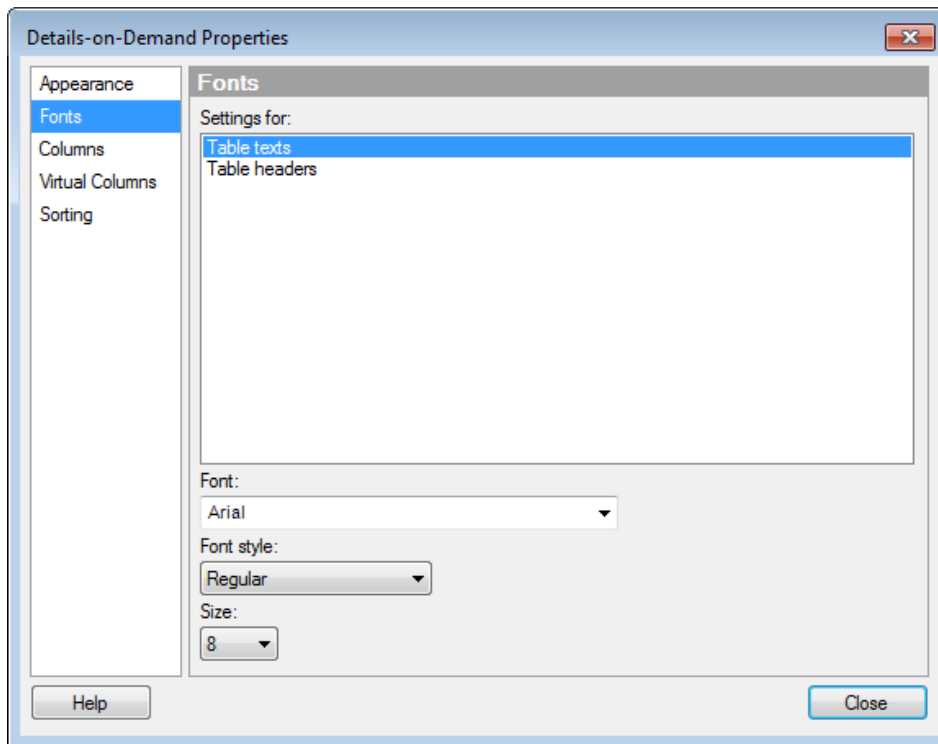 Details-on-Demand Properties
Appearance
Fonts
Columns
Virtual Columns
Sorting
Fonts
Settings for:
Table texts
Table headers
Font:
Arial
Font style:
Regular
Size:
8
Help
Close